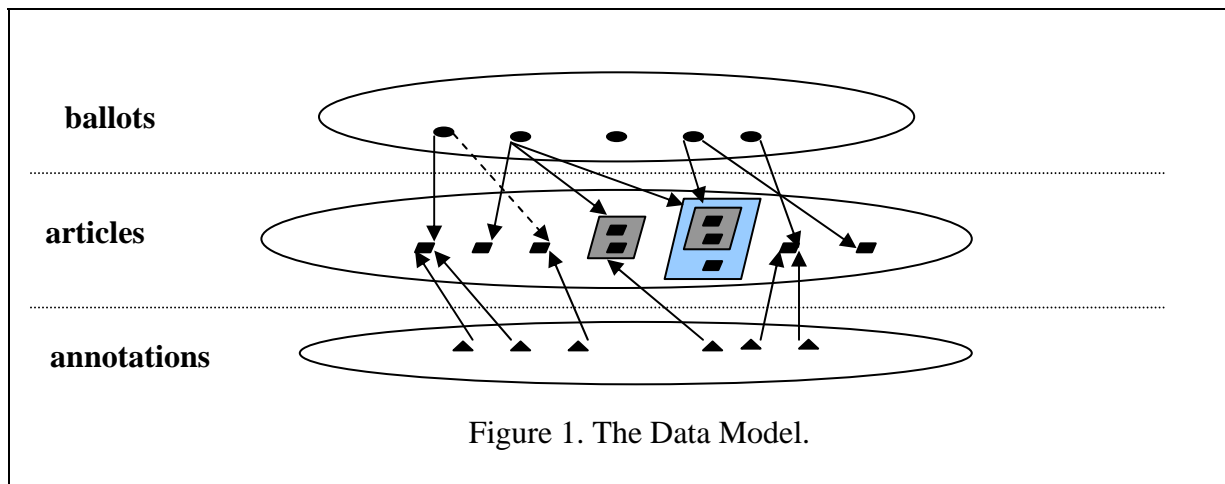 ballots
articles
annotations
Figure 1. The Data Model.